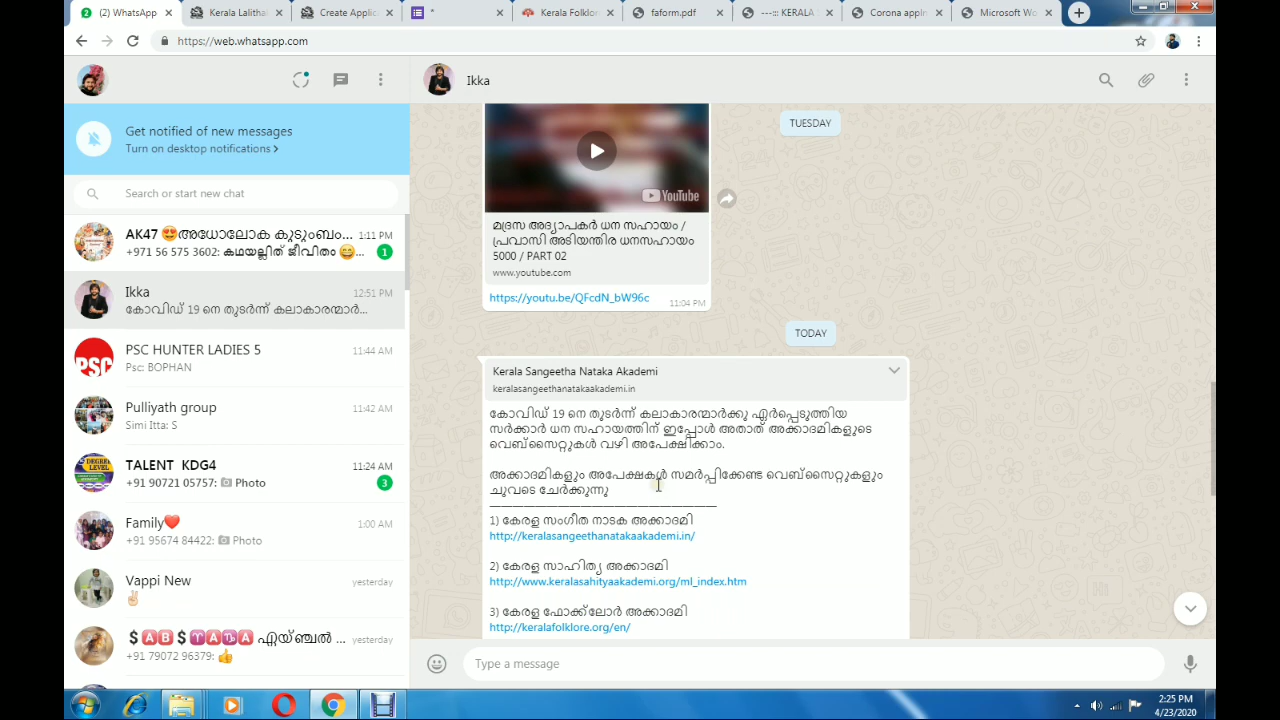 (2) WhatsApp
Kerala Lalitha
Create Applic
Kerala Folklor
faform.pdf
---::: KERALA
Corona appln
Microsoft Wo
https://web.whatsapp.com
Ikka
Get notified of new messages
Turn on desktop notifications >
Search or start new chat
AK47 😍അധോലോക കുടുംബം... 1:11 PM
+971 56 575 3602: കഥയല്ലിത് ജീവിതം 😄... 1
Ikka 12:51 PM
കോവിഡ് 19 നെ തുടർന്ന് കലാകാരന്മാർ...
PSC HUNTER LADIES 5 11:44 AM
Psc: BOPHAN
PSC
Pulliyath group 11:42 AM
Simi Itta: S
TALENT KDG4 11:24 AM
+91 90721 05757: Photo 3
DEGREE LEVEL
Family❤️ 1:00 AM
+91 95674 84422: Photo
Vappi New yesterday
✌🏻
$🅰🅱$♈🅰♑🅰 ഏയ്ഞ്ചൽ ... yesterday
+91 79072 96379: 👍
TUESDAY
YouTube
മദ്രസ അദ്ധ്യാപകർ ധന സഹായം /
പ്രവാസി അടിയന്തിര ധനസഹായം
5000 / PART 02
www.youtube.com
https://youtu.be/QFcdN_bW96c 11:04 PM
TODAY
Kerala Sangeetha Nataka Akademi
keralasangeethanatakaakademi.in
കോവിഡ് 19 നെ തുടർന്ന് കലാകാരന്മാർക്കു ഏർപ്പെടുത്തിയ
സർക്കാർ ധന സഹായത്തിന് ഇപ്പോൾ അതാത് അക്കാദമികളുടെ
വെബ്സൈറ്റുകൾ വഴി അപേക്ഷിക്കാം.
അക്കാദമികളും അപേക്ഷകൾ സമർപ്പിക്കേണ്ട വെബ്സൈറ്റുകളും
ചുവടെ ചേർക്കുന്നു
1) കേരള സംഗീത നാടക അക്കാദമി
http://keralasangeethanatakaakademi.in/
2) കേരള സാഹിത്യ അക്കാദമി
http://www.keralasahityaakademi.org/ml_index.htm
3) കേരള ഫോക്ക്‌ലോർ അക്കാദമി
http://keralafolklore.org/en/
Type a message
2:25 PM
4/23/2020